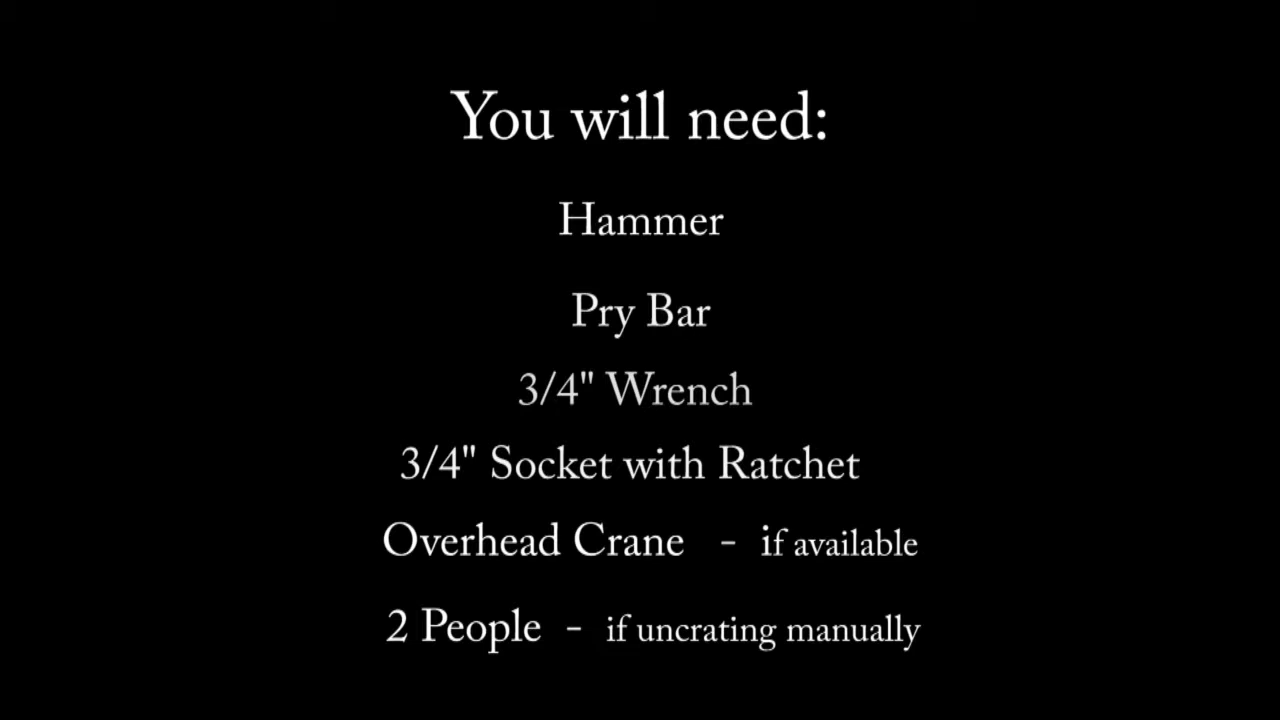 You will need:
Hammer
Pry Bar
3/4" Wrench
3/4" Socket with Ratchet
Overhead Crane - if available
2 People - if uncrating manually